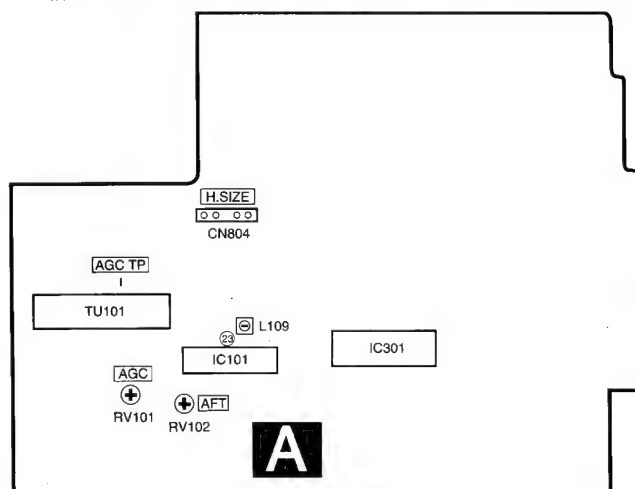 H.SIZE
CN804
AGC TP
TU101
L109
23
IC101
IC301
AGC
RV101
AFT
RV102
A